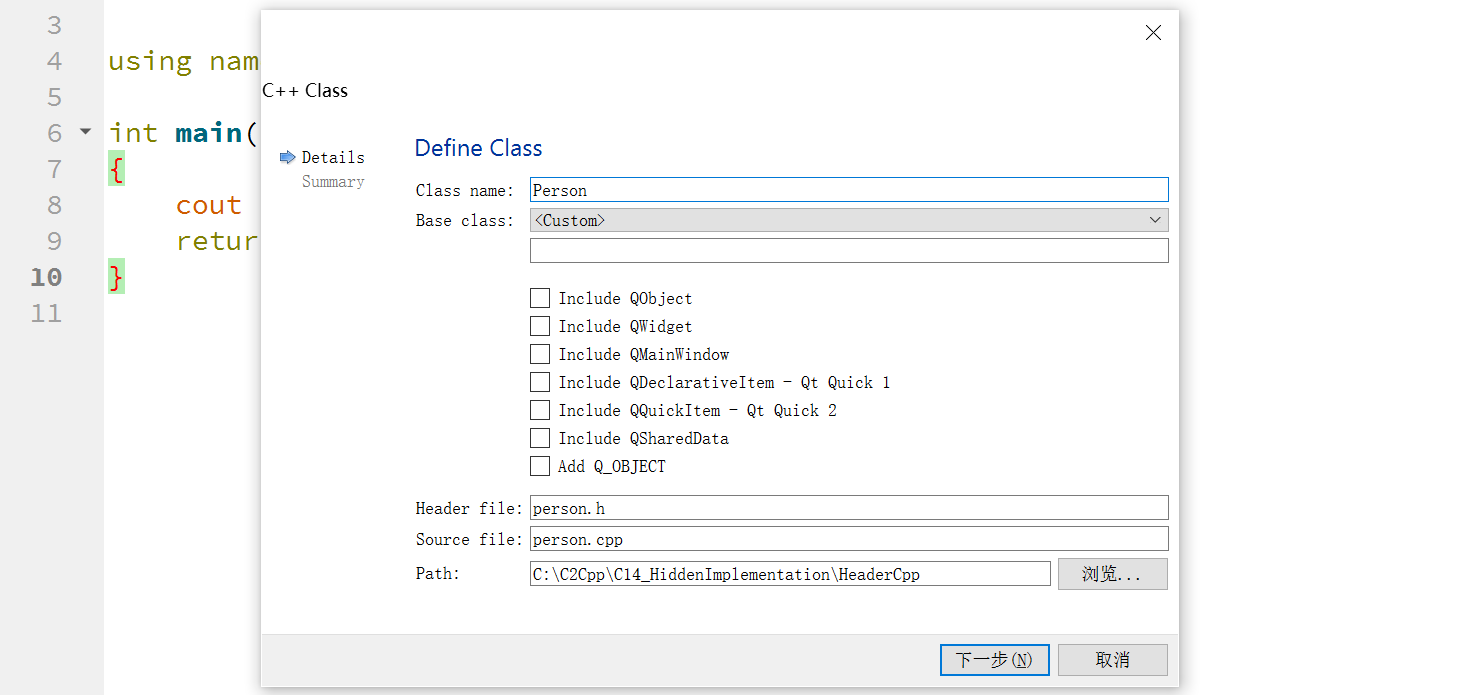 3
4 using nam
5
C++ Class
6 int main(
Details
Summary
Define Class
7 {
Class name: Person
8 cout
Base class: <Custom>
9 retur
10 }
11
Include QObject
Include QWidget
Include QMainWindow
Include QDeclarativeItem - Qt Quick 1
Include QQuickItem - Qt Quick 2
Include QSharedData
Add Q_OBJECT
Header file: person.h
Source file: person.cpp
Path: C:\C2Cpp\C14_HiddenImplementation\HeaderCpp 浏览...
下一步(N) 取消